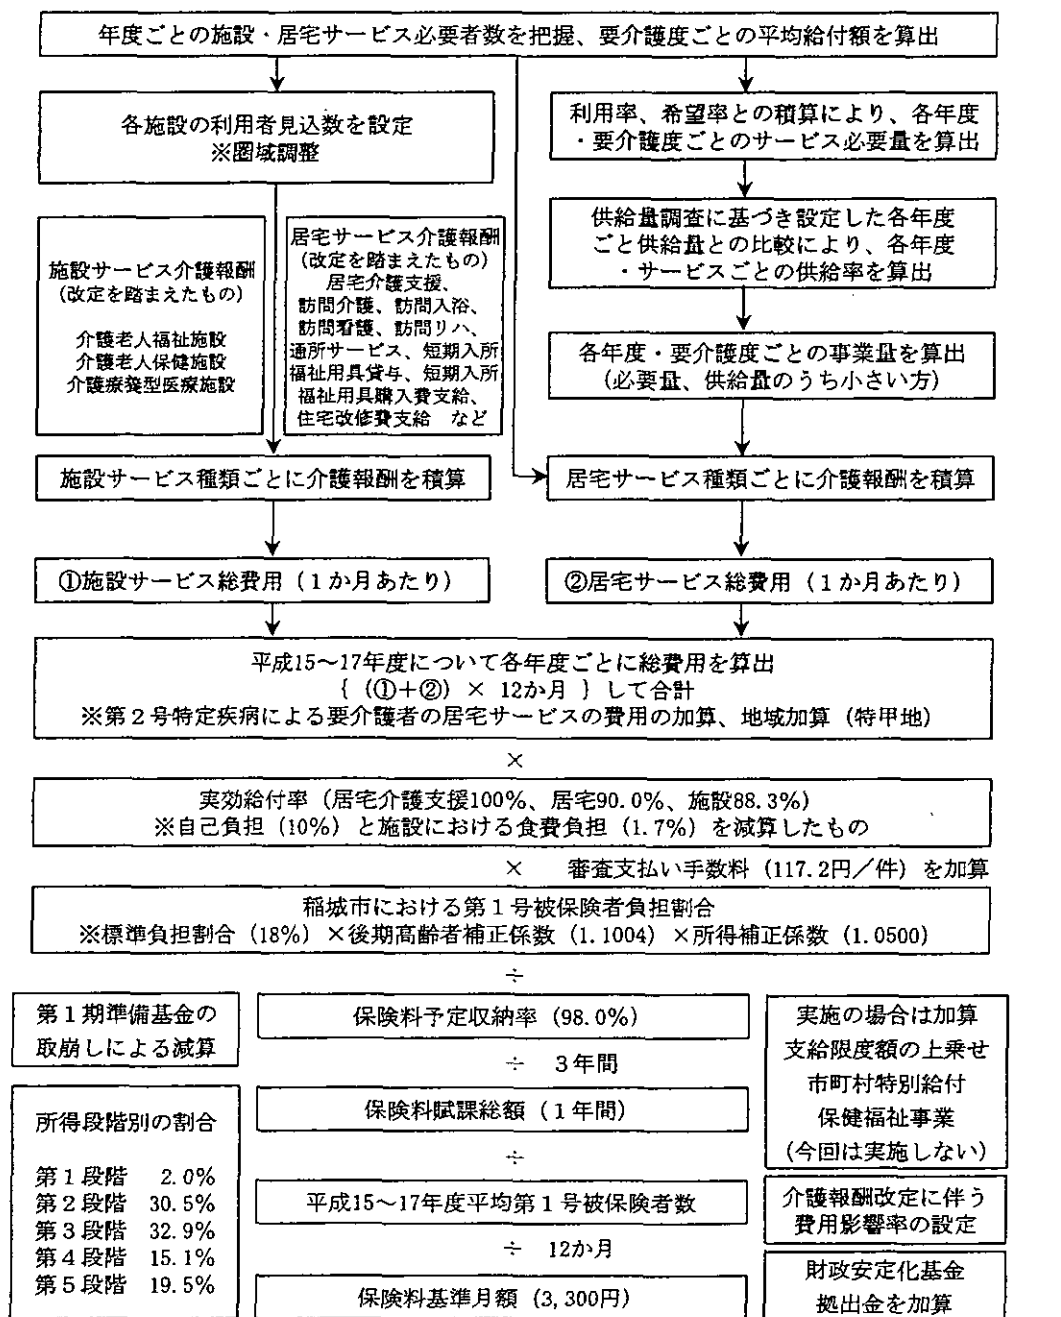 年度ごとの施設・居宅サービス必要者数を把握、要介護度ごとの平均給付額を算出
各施設の利用者見込数を設定
※圏域調整
利用率、希望率との積算により、各年度
・要介護度ごとのサービス必要量を算出
供給量調査に基づき設定した各年度
ごと供給量との比較により、各年度
・サービスごとの供給率を算出
施設サービス介護報酬
(改定を踏まえたもの)
介護老人福祉施設
介護老人保健施設
介護療養型医療施設
居宅サービス介護報酬
(改定を踏まえたもの)
居宅介護支援、
訪問介護、訪問入浴、
訪問看護、訪問リハ、
通所サービス、短期入所
福祉用具貸与、短期入所
福祉用具購入費支給、
住宅改修費支給 など
各年度・要介護度ごとの事業量を算出
(必要量、供給量のうち小さい方)
施設サービス種類ごとに介護報酬を積算
居宅サービス種類ごとに介護報酬を積算
①施設サービス総費用(1か月あたり)
②居宅サービス総費用(1か月あたり)
平成15~17年度について各年度ごとに総費用を算出
{ (①+②) × 12か月 } して合計
※第2号特定疾病による要介護者の居宅サービスの費用の加算、地域加算(特甲地)
×
実効給付率(居宅介護支援100%、居宅90.0%、施設88.3%)
※自己負担(10%)と施設における食費負担(1.7%)を減算したもの
× 審査支払い手数料(117.2円/件)を加算
稲城市における第1号被保険者負担割合
※標準負担割合(18%)×後期高齢者補正係数(1.1004)×所得補正係数(1.0500)
÷
第1期準備基金の
取崩しによる減算
所得段階別の割合
第1段階 2.0%
第2段階 30.5%
第3段階 32.9%
第4段階 15.1%
第5段階 19.5%
保険料予定収納率(98.0%)
÷ 3年間
保険料賦課総額(1年間)
÷
平成15~17年度平均第1号被保険者数
÷ 12か月
保険料基準月額(3,300円)
実施の場合は加算
支給限度額の上乗せ
市町村特別給付
保健福祉事業
(今回は実施しない)
介護報酬改定に伴う
費用影響率の設定
財政安定化基金
拠出金を加算